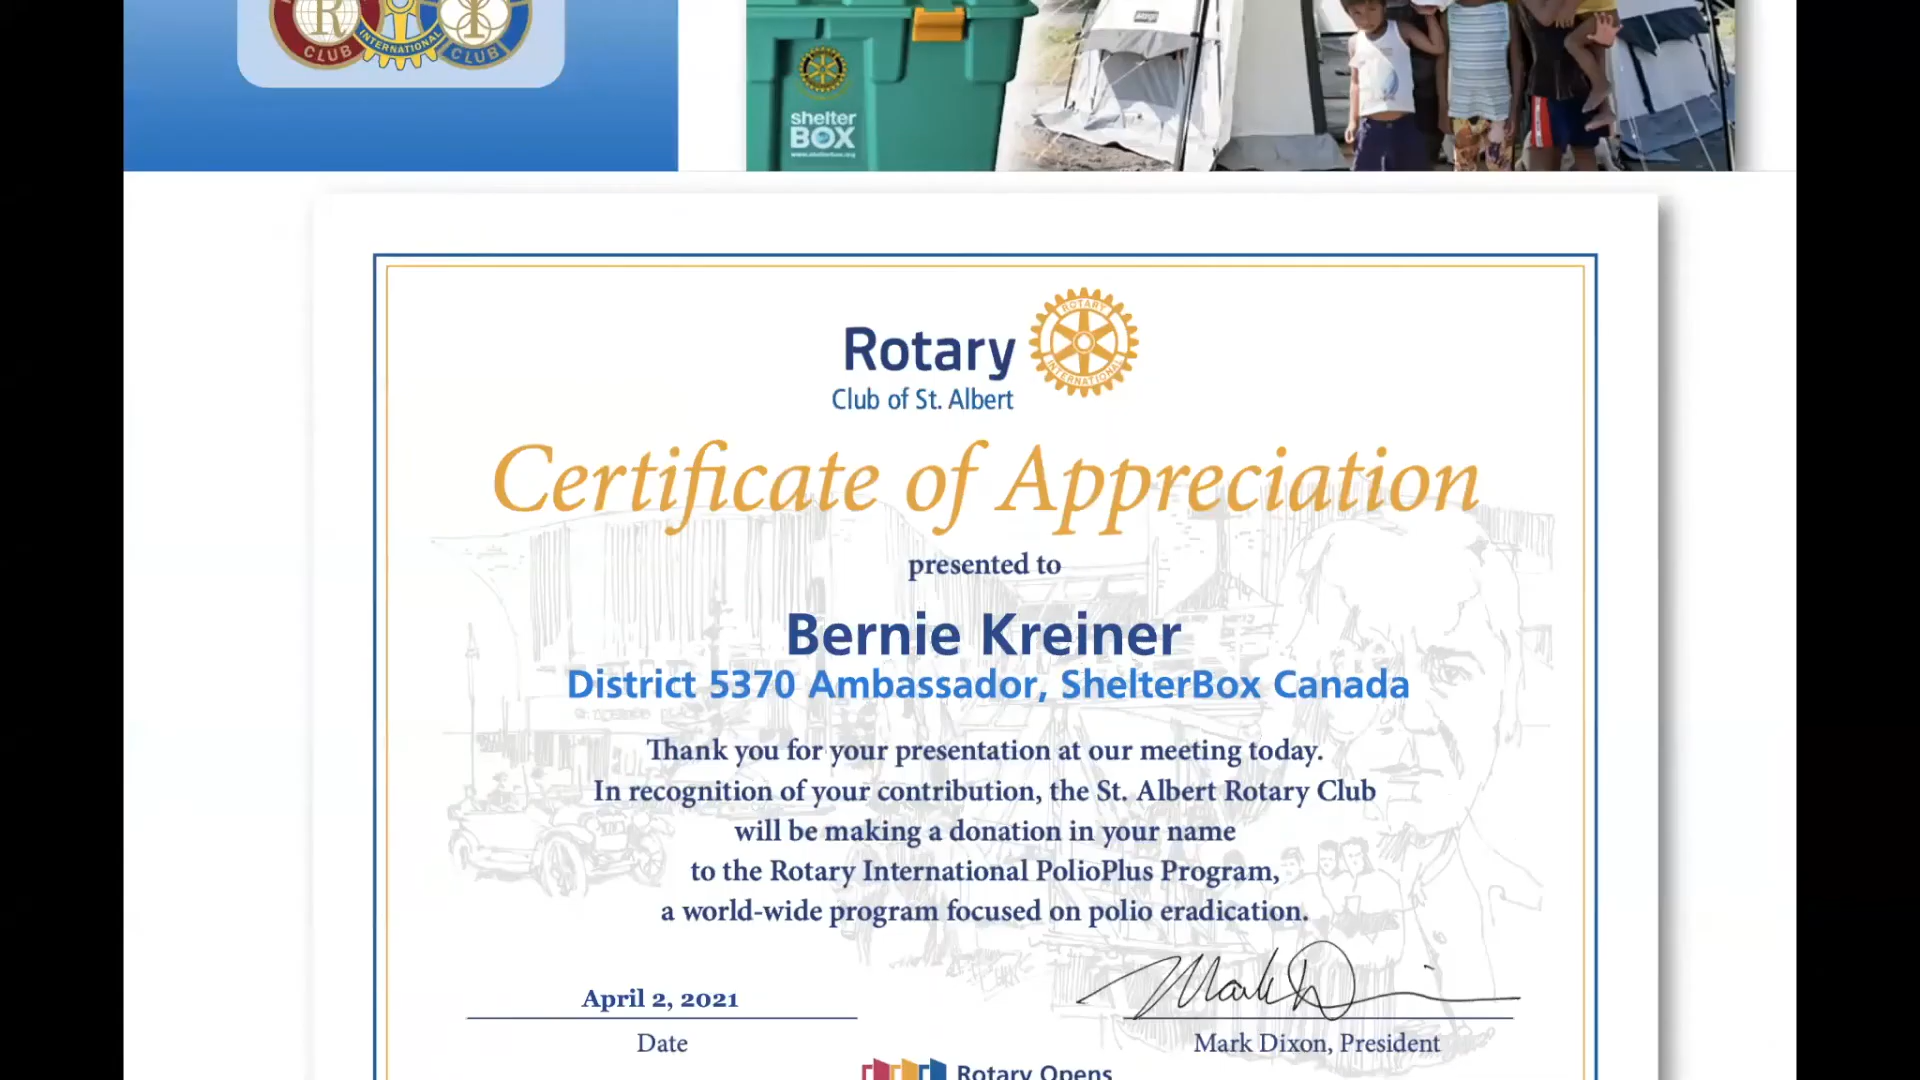 R
CLUB
INTERNATIONAL
I
CLUB
shelter
BOX
www.shelterbox.org
Rotary
ROTARY
INTERNATIONAL
Club of St. Albert
Certificate of Appreciation
presented to
Bernie Kreiner
District 5370 Ambassador, ShelterBox Canada
Thank you for your presentation at our meeting today.
In recognition of your contribution, the St. Albert Rotary Club
will be making a donation in your name
to the Rotary International PolioPlus Program,
a world-wide program focused on polio eradication.
April 2, 2021
Date
Mark Dixon, President
Rotary Opens